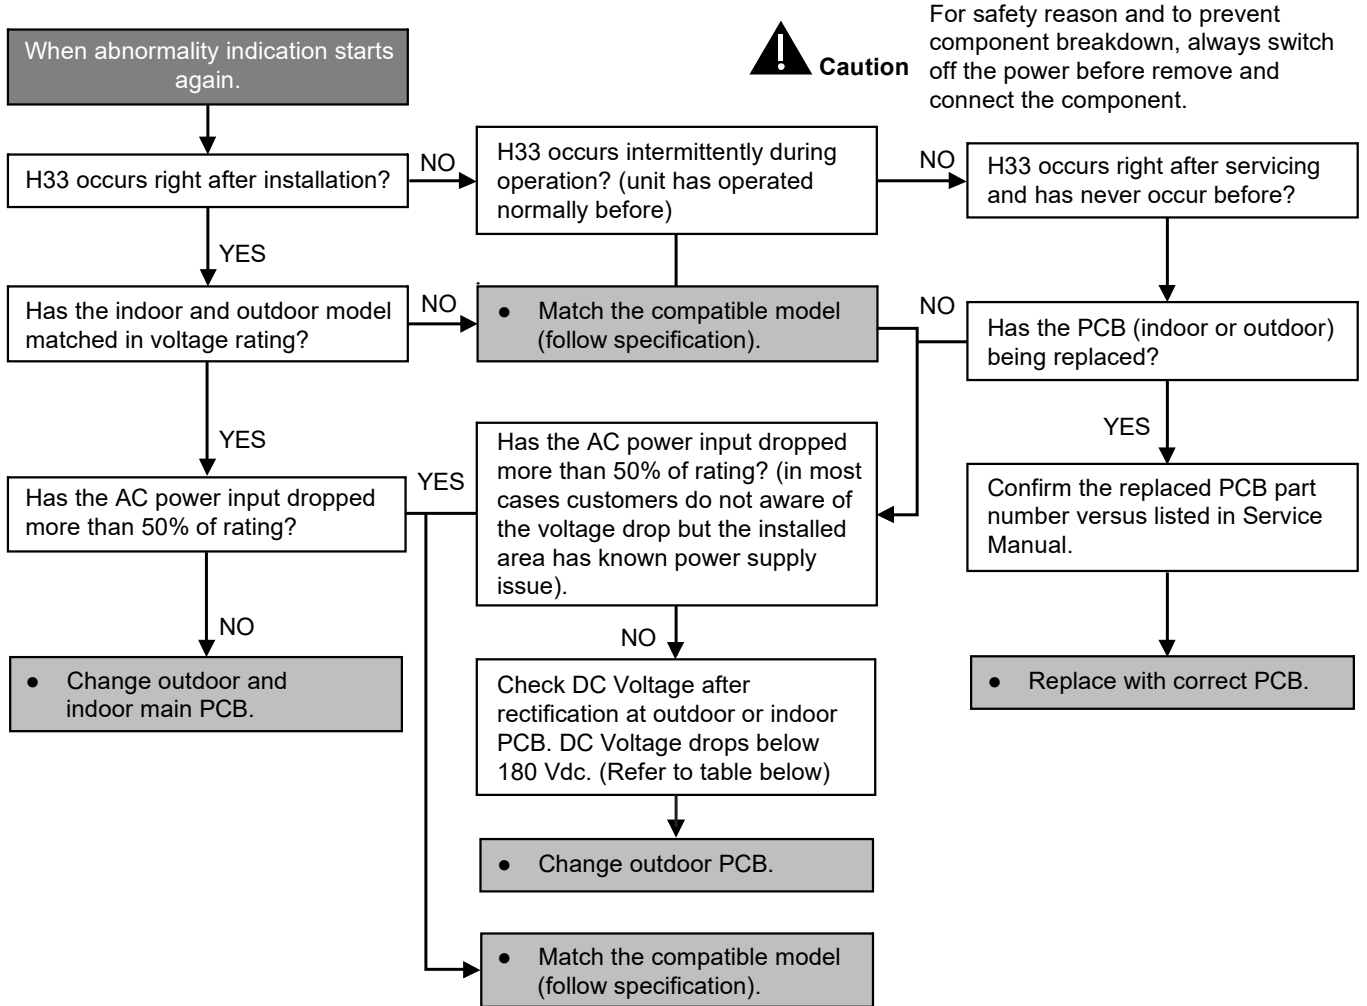 For safety reason and to prevent
component breakdown, always switch
off the power before remove and
connect the component.
Caution
When abnormality indication starts
again.
H33 occurs right after installation?
NO
H33 occurs intermittently during
operation? (unit has operated
normally before)
NO
H33 occurs right after servicing
and has never occur before?
YES
Has the indoor and outdoor model
matched in voltage rating?
NO
● Match the compatible model
(follow specification).
NO
Has the PCB (indoor or outdoor)
being replaced?
YES
Has the AC power input dropped
more than 50% of rating?
YES
Has the AC power input dropped
more than 50% of rating? (in most
cases customers do not aware of
the voltage drop but the installed
area has known power supply
issue).
YES
Confirm the replaced PCB part
number versus listed in Service
Manual.
NO
● Change outdoor and
indoor main PCB.
NO
Check DC Voltage after
rectification at outdoor or indoor
PCB. DC Voltage drops below
180 Vdc. (Refer to table below)
● Replace with correct PCB.
● Change outdoor PCB.
● Match the compatible model
(follow specification).